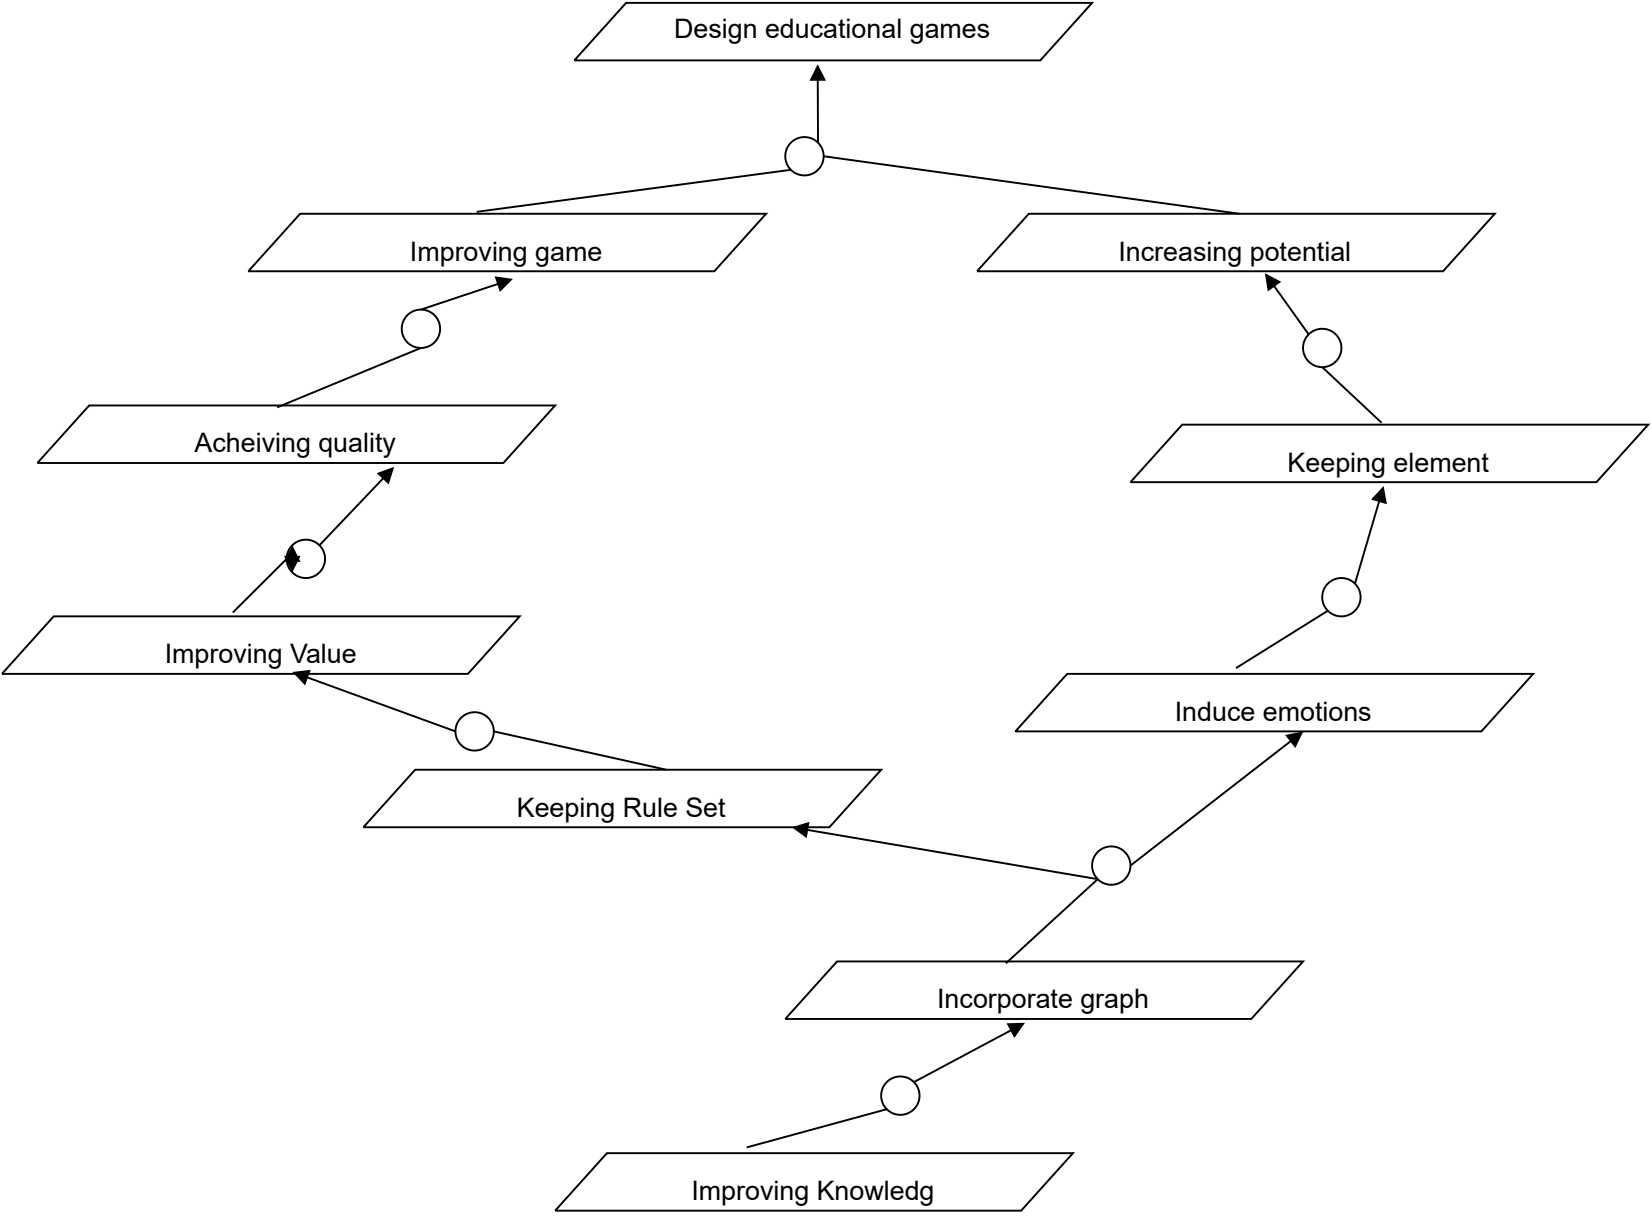 Design educational games
Improving game
Increasing potential
Acheiving quality
Keeping element
Improving Value
Induce emotions
Keeping Rule Set
Incorporate graph
Improving Knowledg